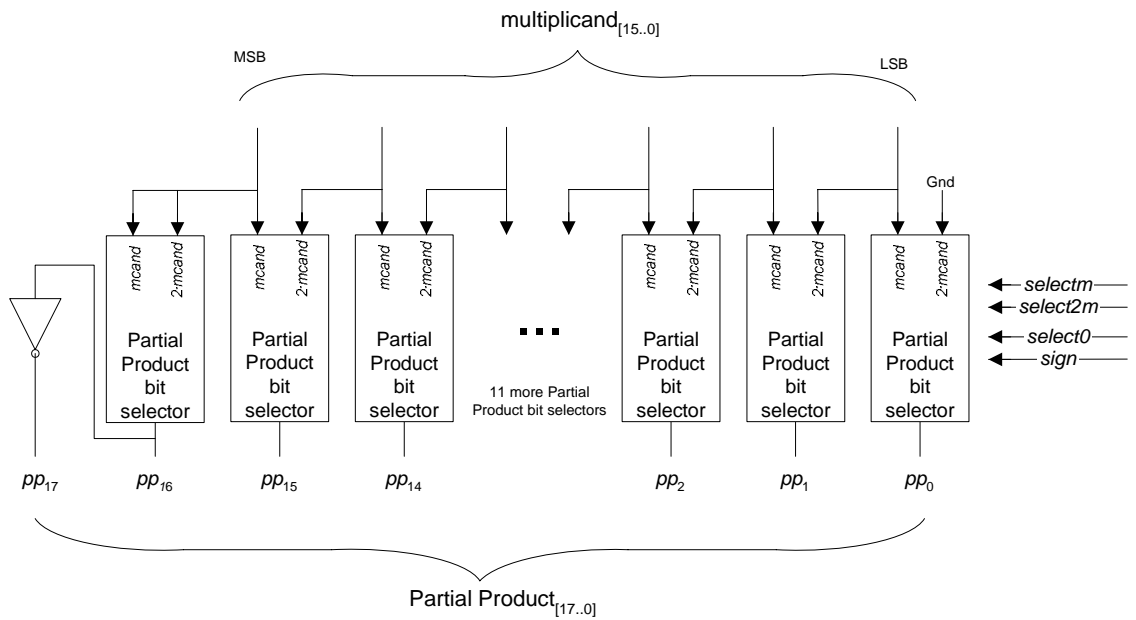 multiplicand[15..0]
MSB
LSB
Gnd
mcand
2·mcand
mcand
2·mcand
mcand
2·mcand
mcand
2·mcand
mcand
2·mcand
mcand
2·mcand
selectm
select2m
select0
sign
Partial
Product
bit
selector
Partial
Product
bit
selector
Partial
Product
bit
selector
...
11 more Partial
Product bit selectors
Partial
Product
bit
selector
Partial
Product
bit
selector
Partial
Product
bit
selector
pp17
pp16
pp15
pp14
pp2
pp1
pp0
Partial Product[17..0]